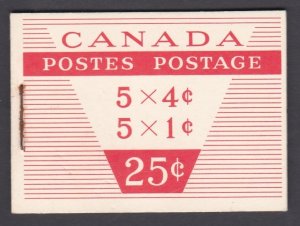 CANADA
POSTES POSTAGE
5 × 4¢
5 × 1¢
25¢